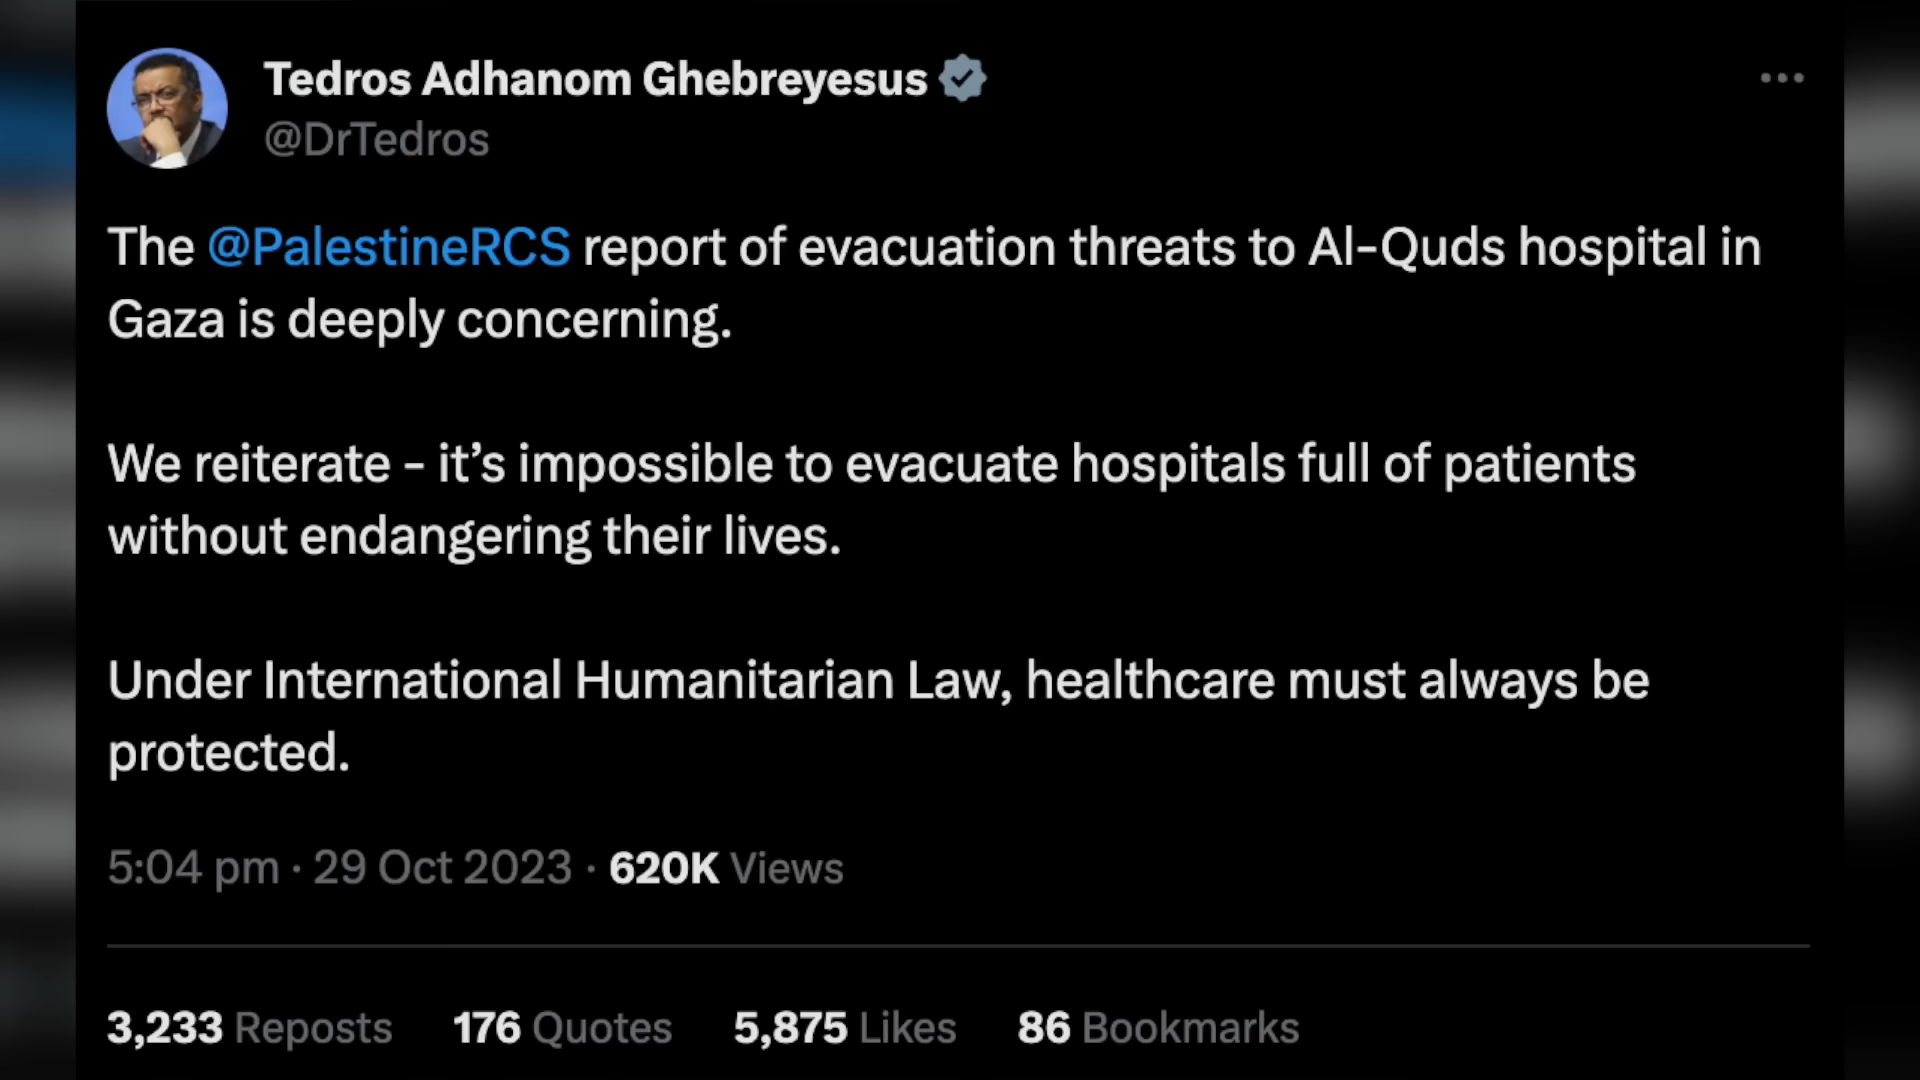 Tedros Adhanom Ghebreyesus
@DrTedros
The @PalestineRCS report of evacuation threats to Al-Quds hospital in
Gaza is deeply concerning.
We reiterate - it’s impossible to evacuate hospitals full of patients
without endangering their lives.
Under International Humanitarian Law, healthcare must always be
protected.
5:04 pm · 29 Oct 2023 · 620K Views
3,233 Reposts 176 Quotes 5,875 Likes 86 Bookmarks